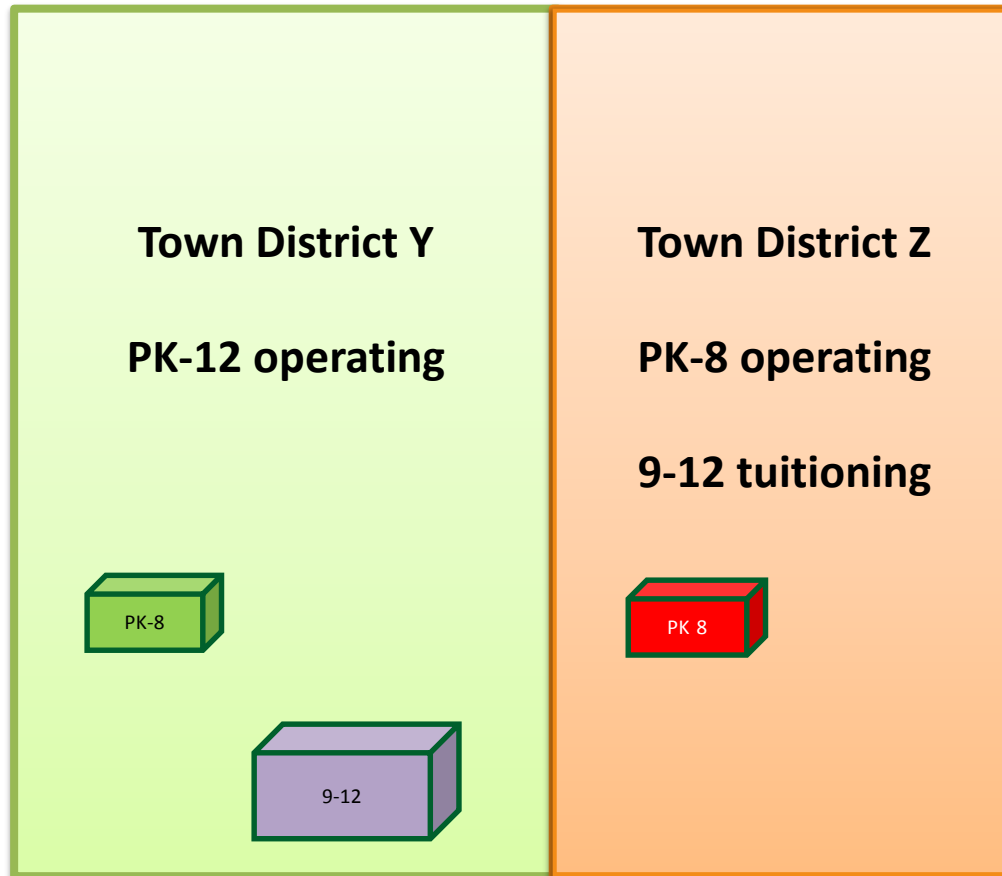 Town District Y
PK-12 operating
PK-8
9-12
Town District Z
PK-8 operating
9-12 tuitioning
PK 8